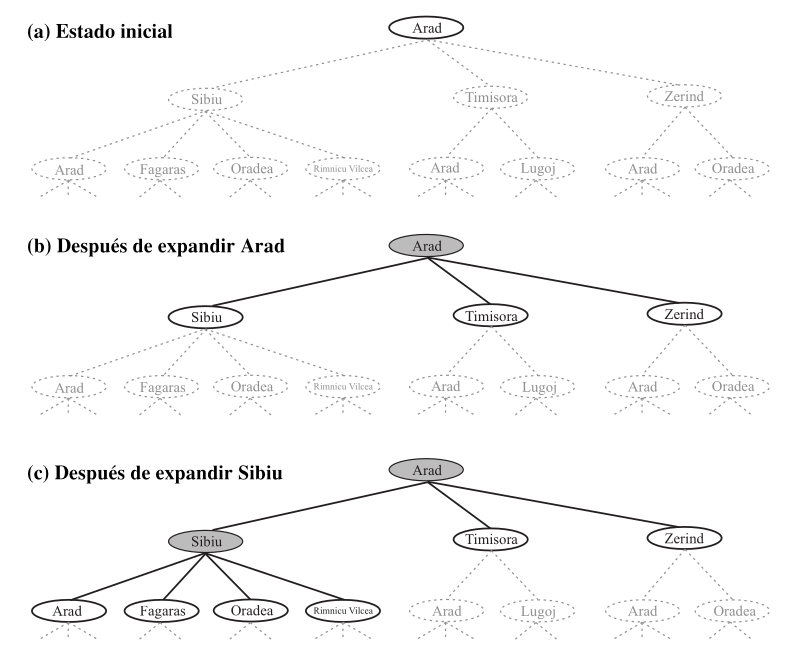 (a) Estado inicial
Arad
Sibiu Timisora Zerind
Arad Fagaras Oradea Rimnicu Vilcea Arad Lugoj Arad Oradea
(b) Después de expandir Arad
Arad
Sibiu Timisora Zerind
Arad Fagaras Oradea Rimnicu Vilcea Arad Lugoj Arad Oradea
(c) Después de expandir Sibiu
Arad
Sibiu Timisora Zerind
Arad Fagaras Oradea Rimnicu Vilcea Arad Lugoj Arad Oradea